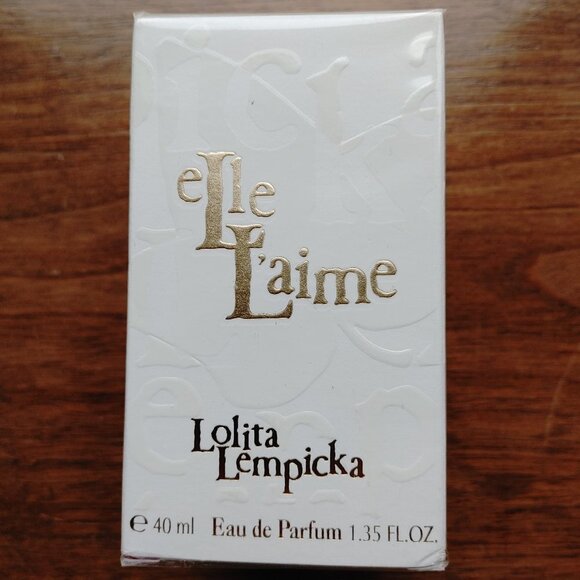 eLle
L'aime
Lolita
Lempicka
℮ 40 ml Eau de Parfum 1.35 FL.OZ.